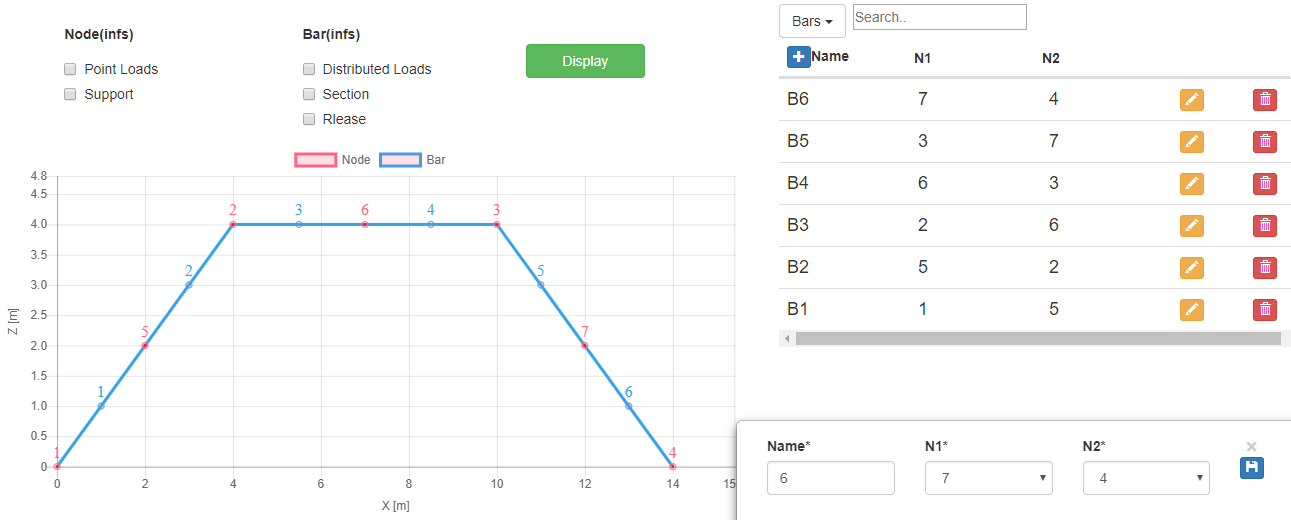 Node(infs)
Point Loads
Support
Bar(infs)
Distributed Loads
Section
Rlease
Display
Node Bar
4.8
4.5
4.0
3.5
3.0
2.5
2.0
1.5
1.0
0.5
0
Z [m]
2 3 6 4 3
2 5
5 7
1 6
1 4
0 2 4 6 8 10 12 14 15
X [m]
Bars Search..
Name N1 N2
B6 7 4
B5 3 7
B4 6 3
B3 2 6
B2 5 2
B1 1 5
Name* N1* N2*
6 7 4